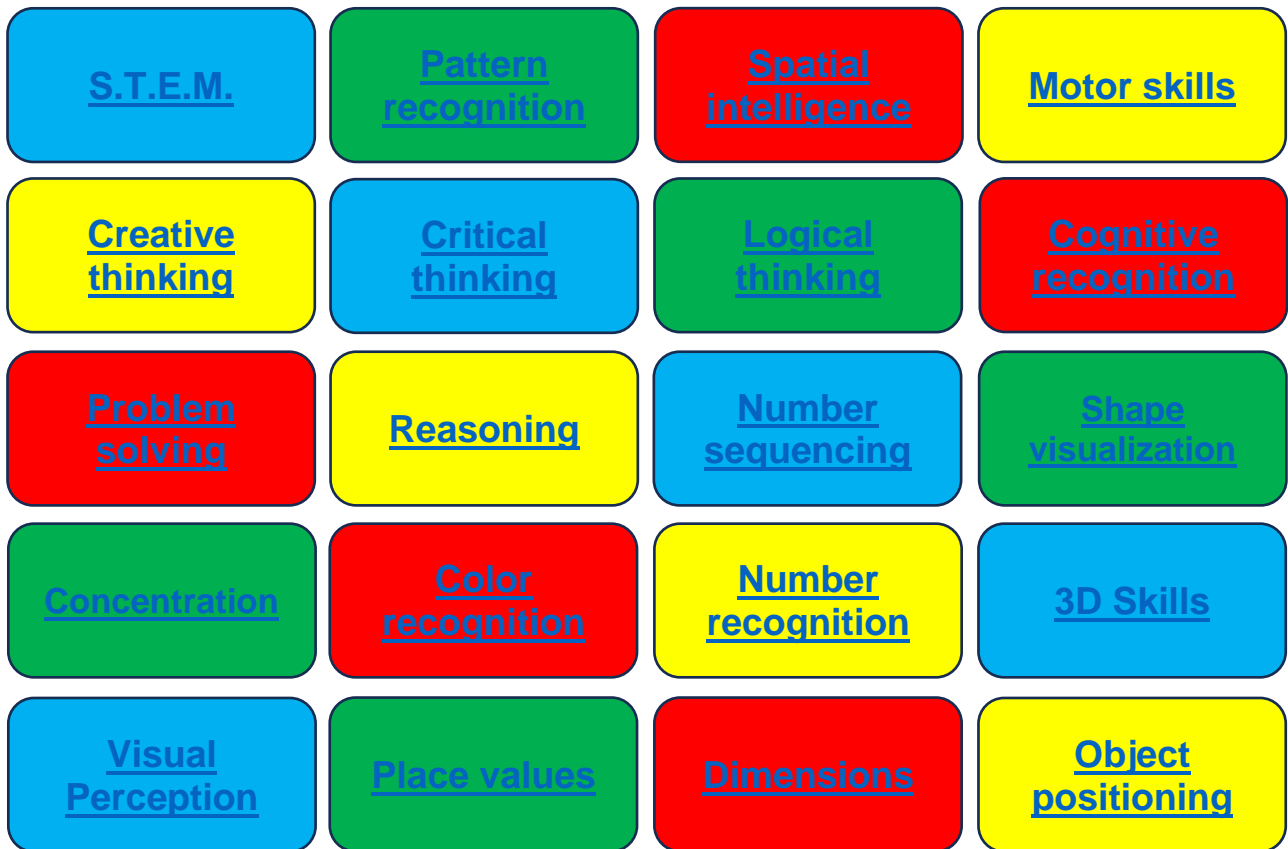 S.T.E.M.
Pattern
recognition
Spatial
intelligence
Motor skills
Creative
thinking
Critical
thinking
Logical
thinking
Cognitive
recognition
Problem
solving
Reasoning
Number
sequencing
Shape
visualization
Concentration
Color
recognition
Number
recognition
3D Skills
Visual
Perception
Place values
Dimensions
Object
positioning